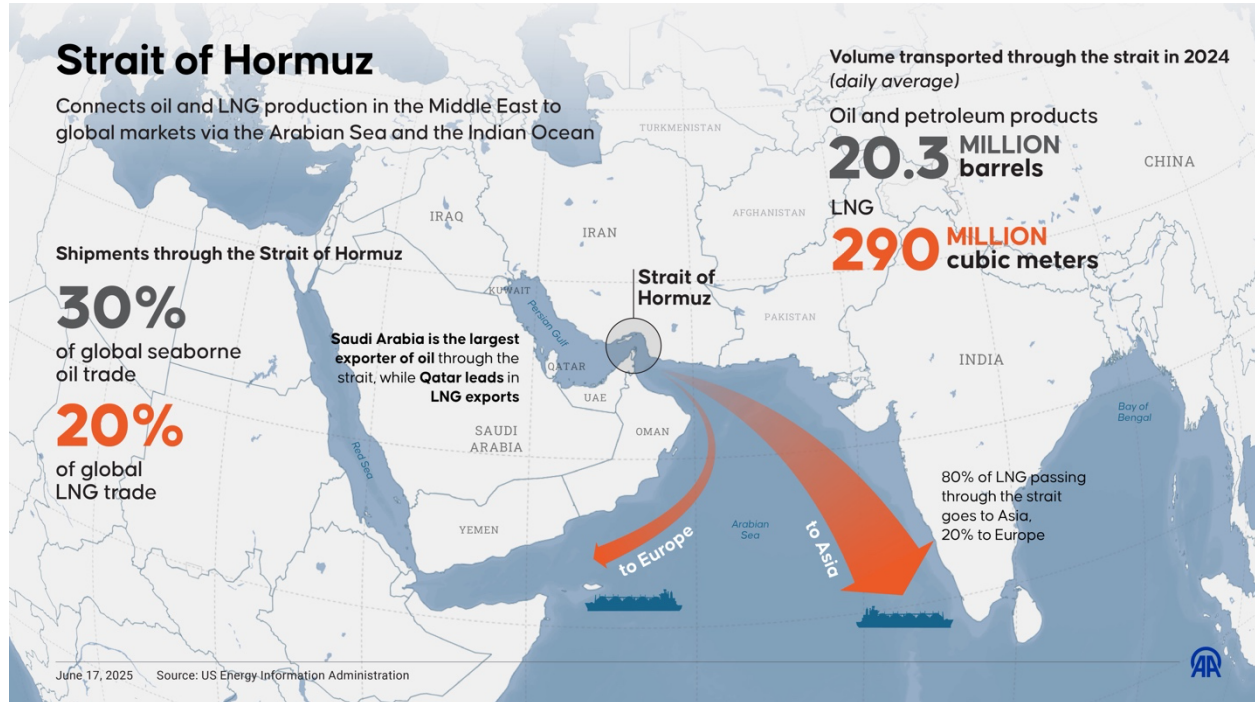 Strait of Hormuz
Connects oil and LNG production in the Middle East to
global markets via the Arabian Sea and the Indian Ocean
Volume transported through the strait in 2024
(daily average)
Oil and petroleum products
20.3 MILLION
barrels
LNG
290 MILLION
cubic meters
Shipments through the Strait of Hormuz
30%
of global seaborne
oil trade
20%
of global
LNG trade
Saudi Arabia is the largest
exporter of oil through the
strait, while Qatar leads in
LNG exports
Strait of
Hormuz
TURKMENISTAN
CHINA
IRAQ
IRAN
AFGHANISTAN
KUWAIT
Persian Gulf
PAKISTAN
QATAR
UAE
INDIA
SAUDI
ARABIA
OMAN
Red Sea
YEMEN
Arabian
Sea
Bay of
Bengal
to Europe
to Asia
80% of LNG passing
through the strait
goes to Asia,
20% to Europe
June 17, 2025 Source: US Energy Information Administration
AA